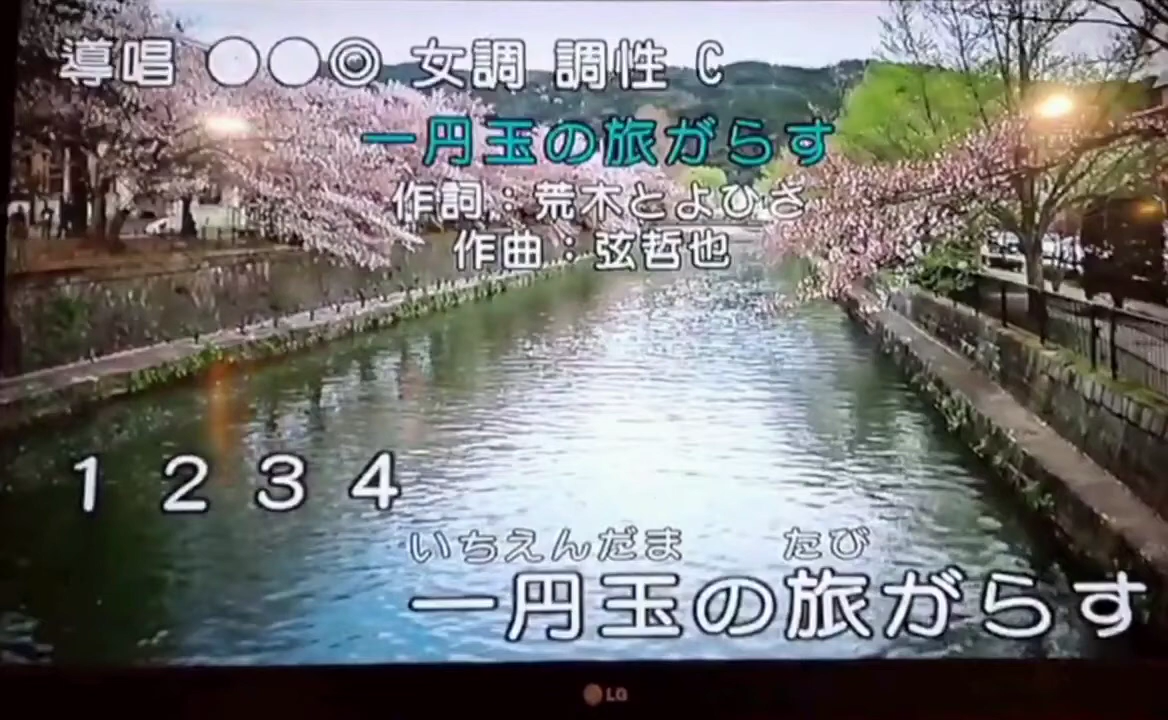 導唱 ●●◎ 女調 調性 C
一円玉の旅がらす
作詞：荒木とよひさ
作曲：弦哲也
1 2 3 4
いちえんだま たび
一円玉の旅がらす
LG